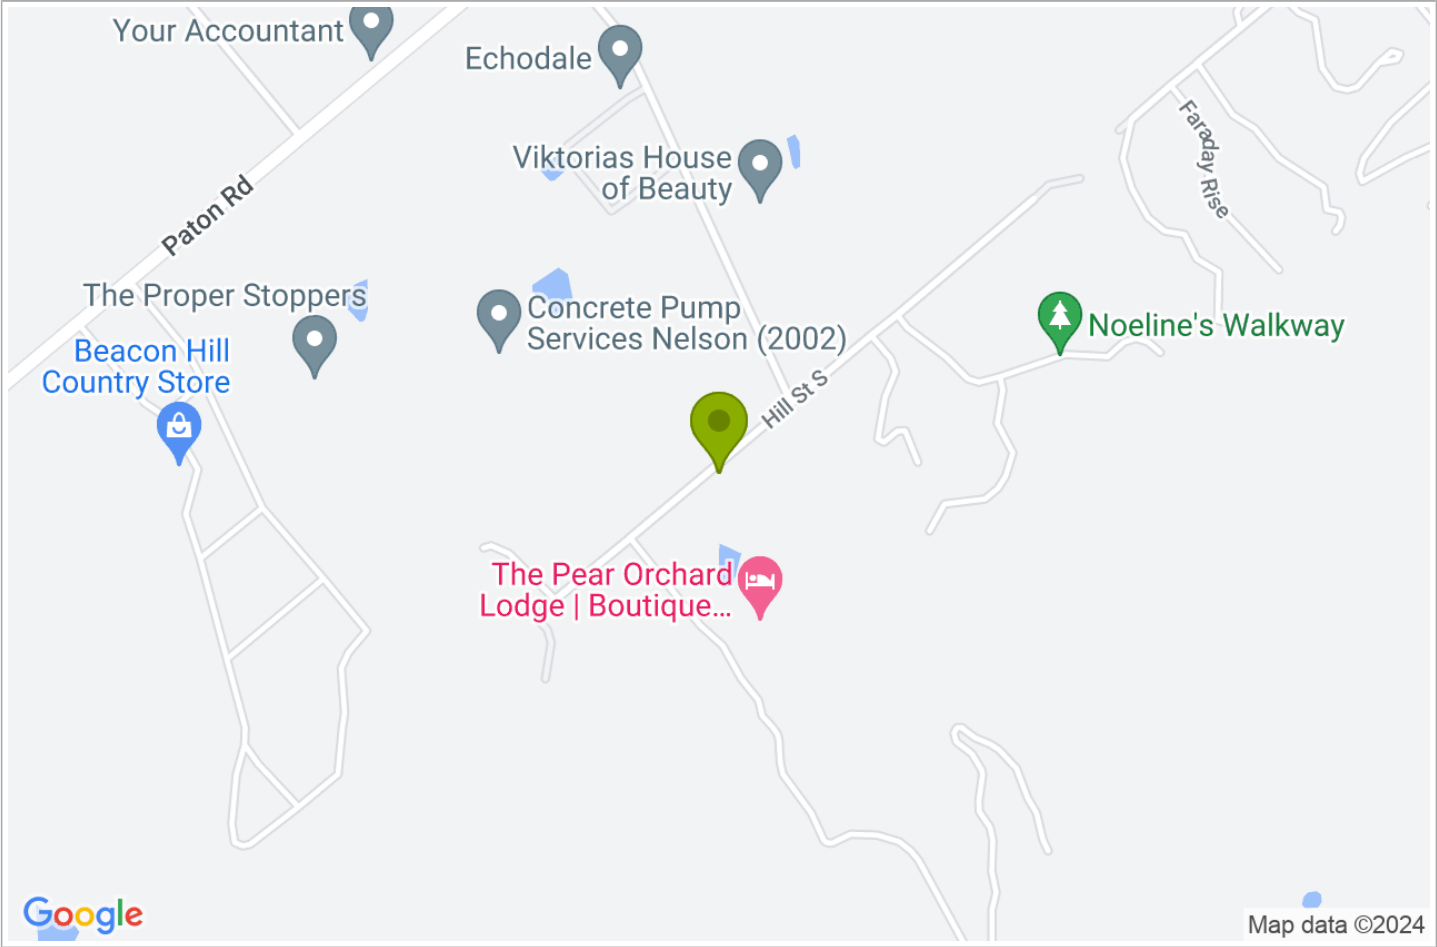 Your Accountant
Echodale
Viktorias House
of Beauty
Faraday Rise
Paton Rd
The Proper Stoppers
Concrete Pump
Services Nelson (2002)
Noeline's Walkway
Beacon Hill
Country Store
Hill St S
The Pear Orchard
Lodge | Boutique...
Google
Map data ©2024